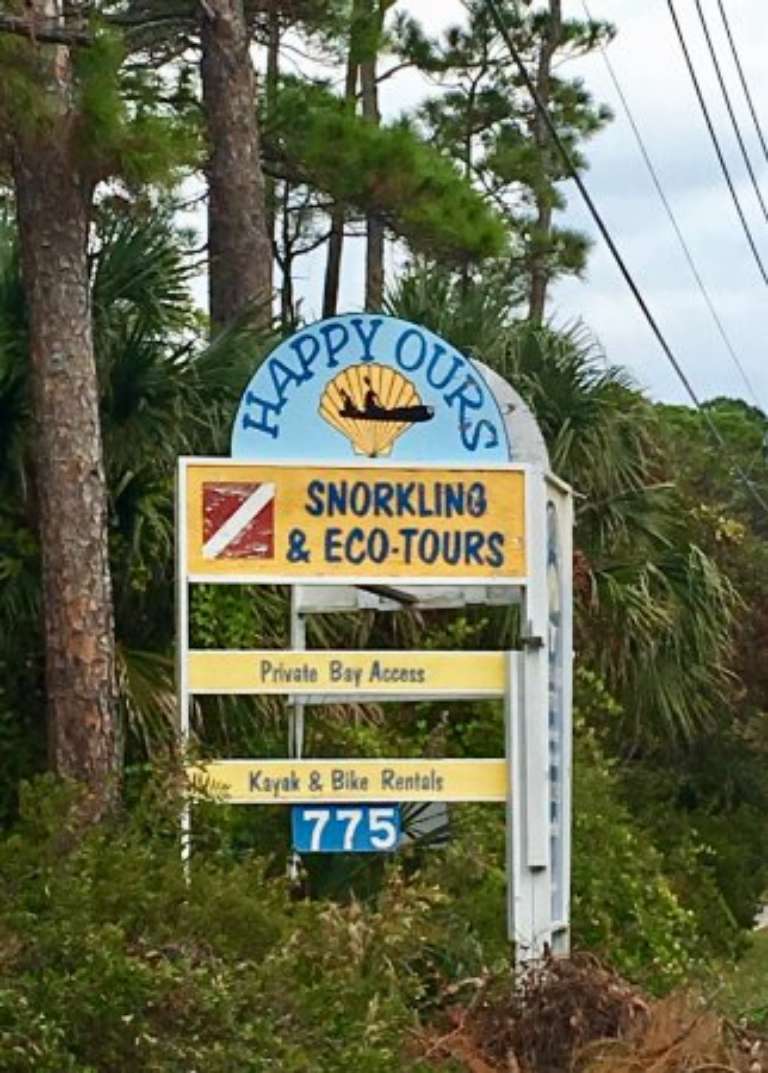 HAPPY OURS
SNORKLING
& ECO-TOURS
Private Bay Access
Kayak & Bike Rentals
775